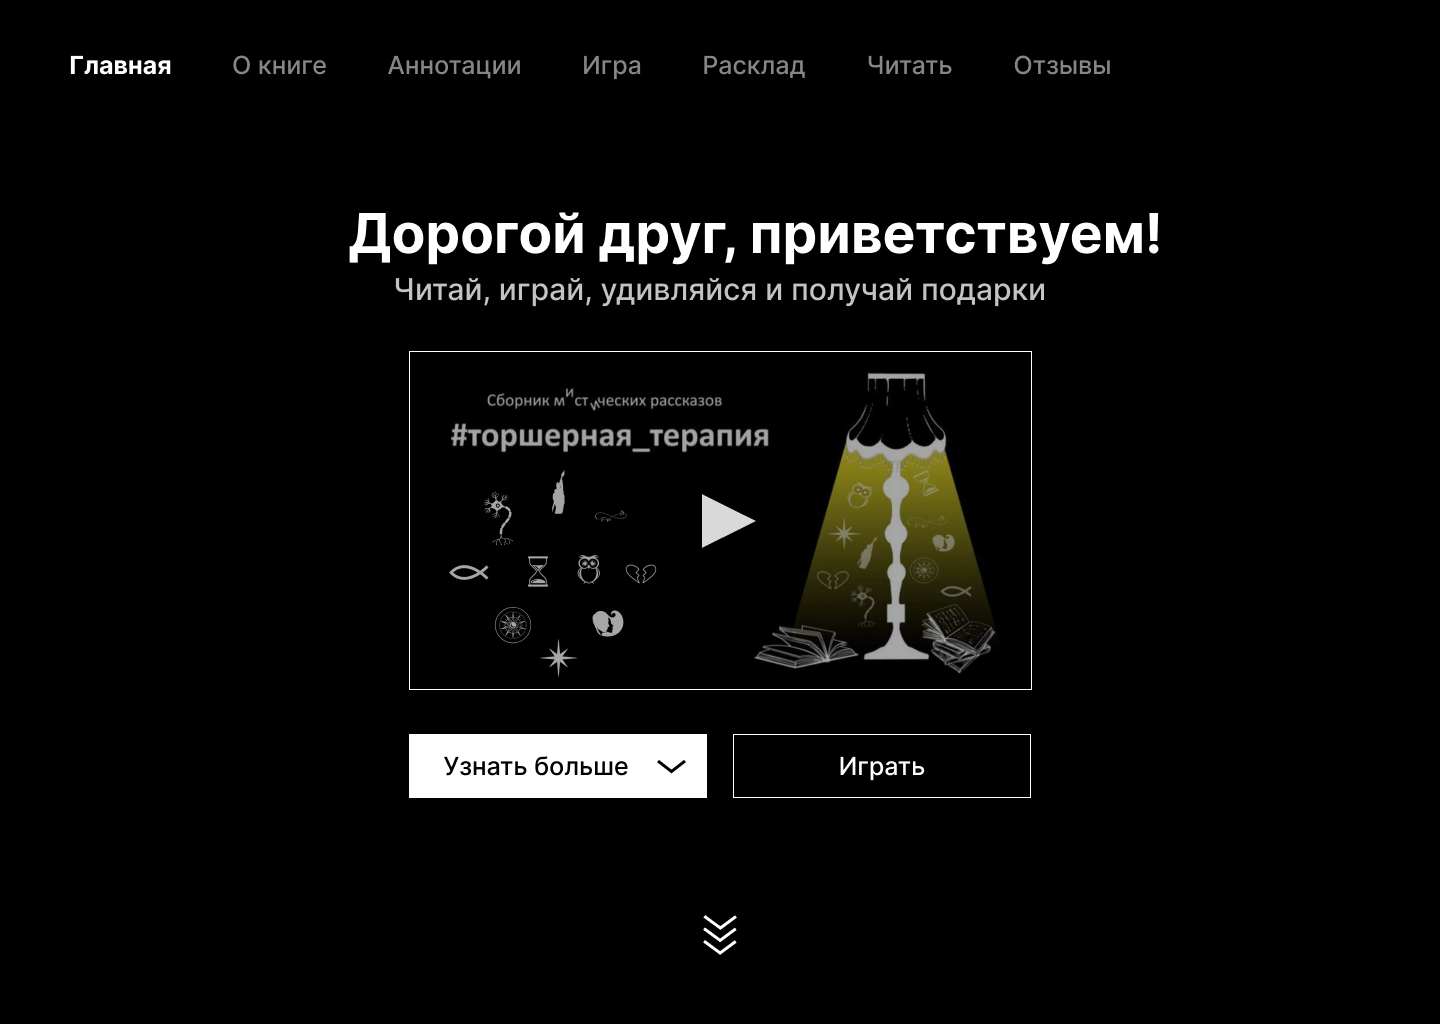 Главная О книге Аннотации Игра Расклад Читать Отзывы
Дорогой друг, приветствуем!
Читай, играй, удивляйся и получай подарки
Сборник мистических рассказов
#торшерная_терапия
Узнать больше
Играть